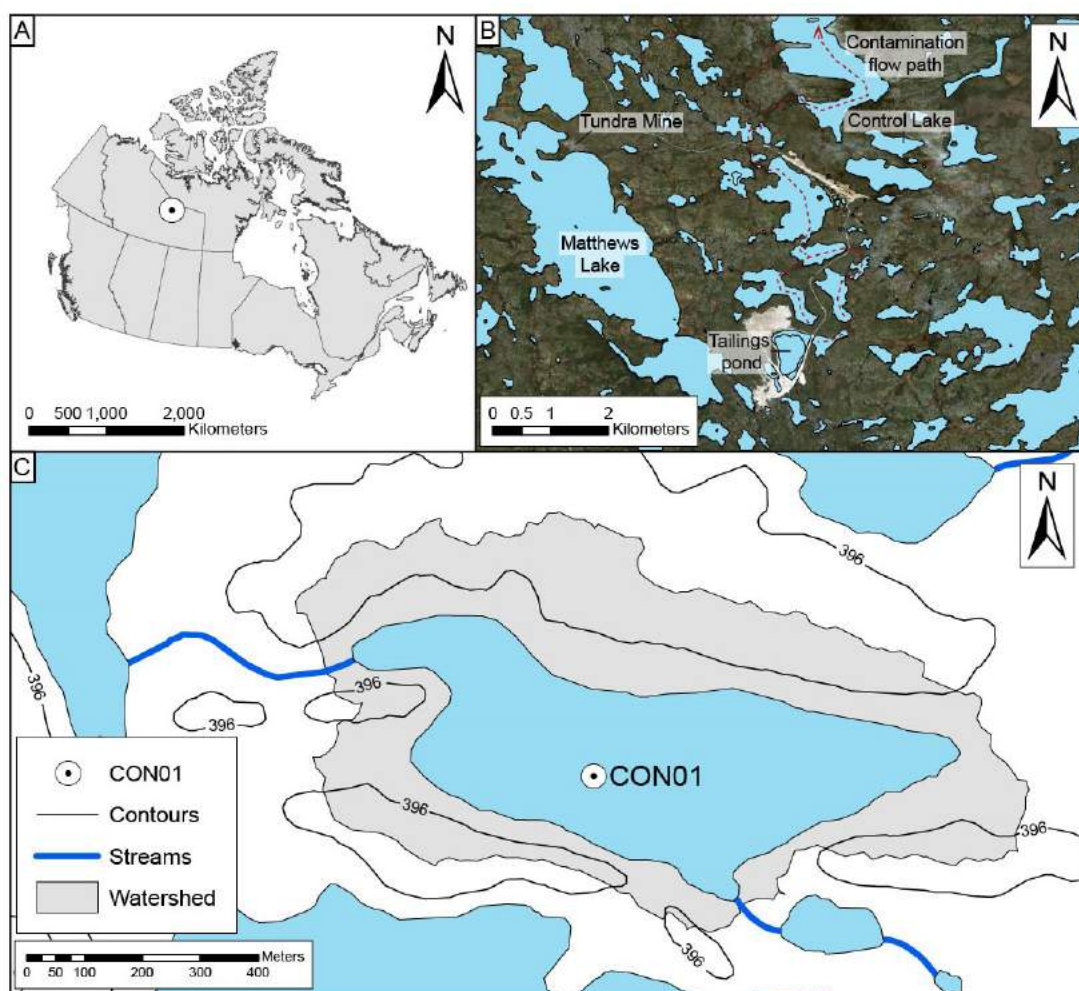 A
N
0 500 1,000 2,000
Kilometers
B
N
Contamination
flow path
Tundra Mine
Control Lake
Matthews
Lake
Tailings
pond
0 0.5 1 2
Kilometers
C
N
396
396
396
396
396
396
396
CON01
CON01
Contours
Streams
Watershed
Meters
0 50 100 200 300 400